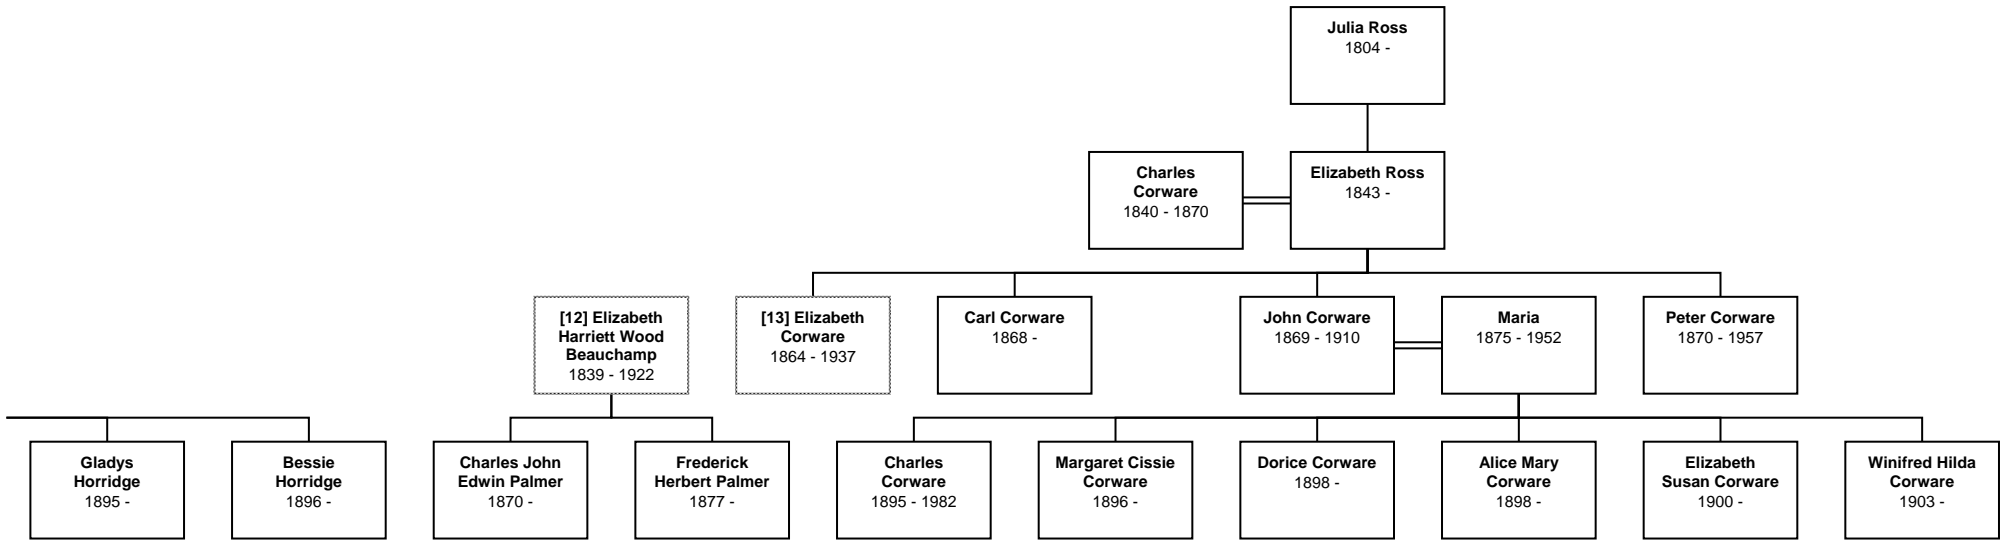 Julia Ross
1804 -
Charles
Corware
1840 - 1870
Elizabeth Ross
1843 -
[12] Elizabeth
Harriett Wood
Beauchamp
1839 - 1922
[13] Elizabeth
Corware
1864 - 1937
Carl Corware
1868 -
John Corware
1869 - 1910
Maria
1875 - 1952
Peter Corware
1870 - 1957
Gladys
Horridge
1895 -
Bessie
Horridge
1896 -
Charles John
Edwin Palmer
1870 -
Frederick
Herbert Palmer
1877 -
Charles
Corware
1895 - 1982
Margaret Cissie
Corware
1896 -
Dorice Corware
1898 -
Alice Mary
Corware
1898 -
Elizabeth
Susan Corware
1900 -
Winifred Hilda
Corware
1903 -